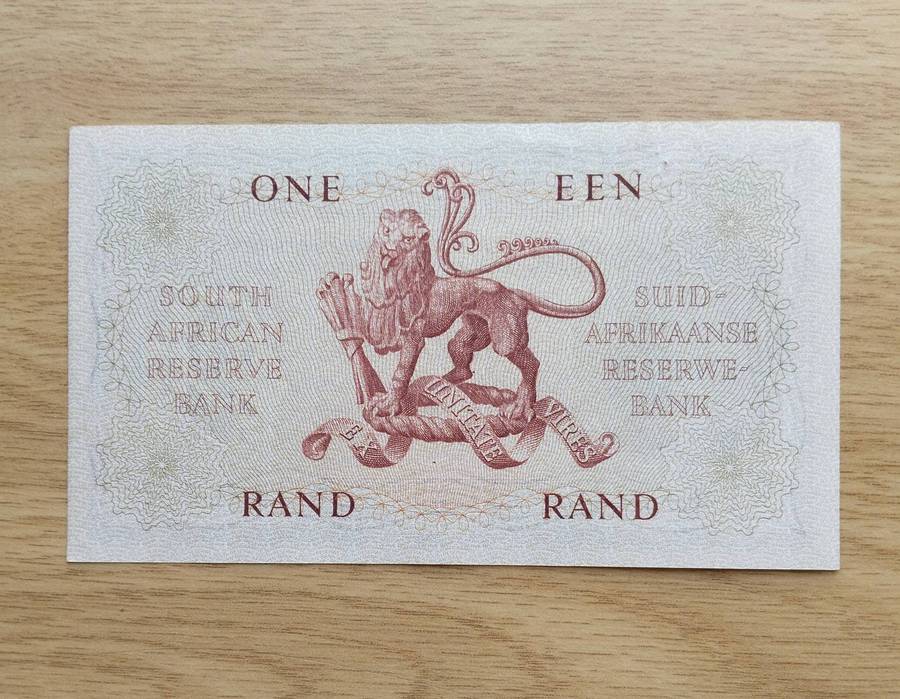 ONE
EEN
SOUTH
AFRICAN
RESERVE
BANK
SUID-
AFRIKAANSE
RESERWE-
BANK
EX
UNITATE
VIRES
RAND
RAND